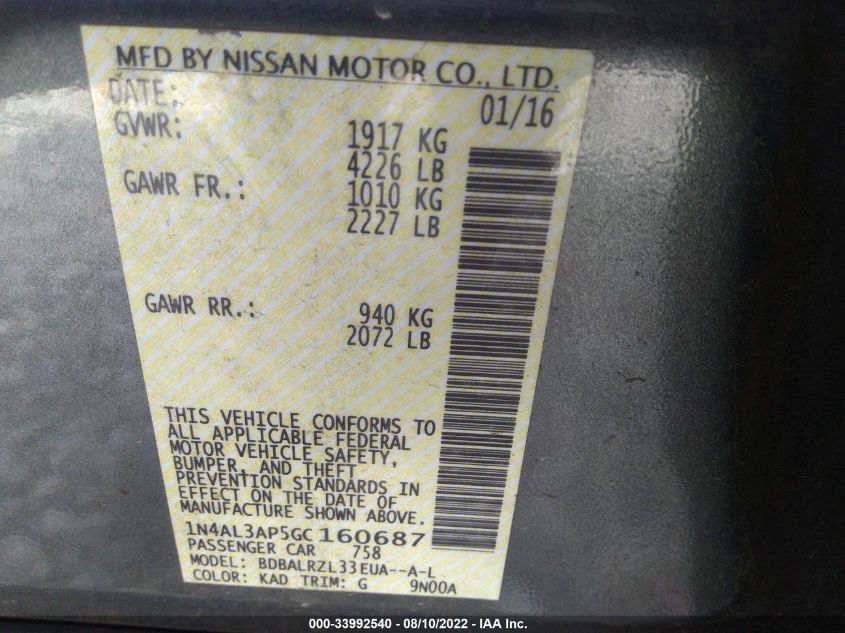 MFD BY NISSAN MOTOR CO., LTD.
DATE: 01/16
GVWR: 1917 KG
4226 LB
GAWR FR.: 1010 KG
2227 LB
GAWR RR.: 940 KG
2072 LB
THIS VEHICLE CONFORMS TO
ALL APPLICABLE FEDERAL
MOTOR VEHICLE SAFETY,
BUMPER, AND THEFT
PREVENTION STANDARDS IN
EFFECT ON THE DATE OF
MANUFACTURE SHOWN ABOVE.
1N4AL3AP5GC160687
PASSENGER CAR 758
MODEL: BDBALRZL33EUA--A-L
COLOR: KAD TRIM: G 9N00A
000-33992540 - 08/10/2022 - IAA Inc.